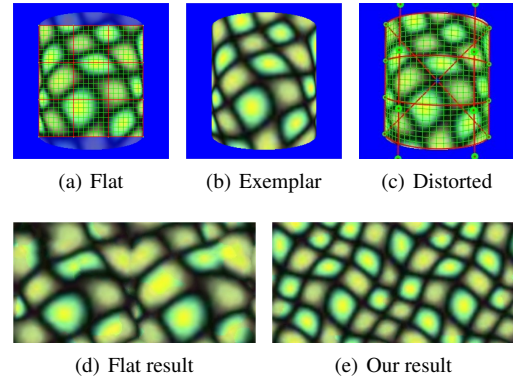 (a) Flat
(b) Exemplar
(c) Distorted
(d) Flat result
(e) Our result